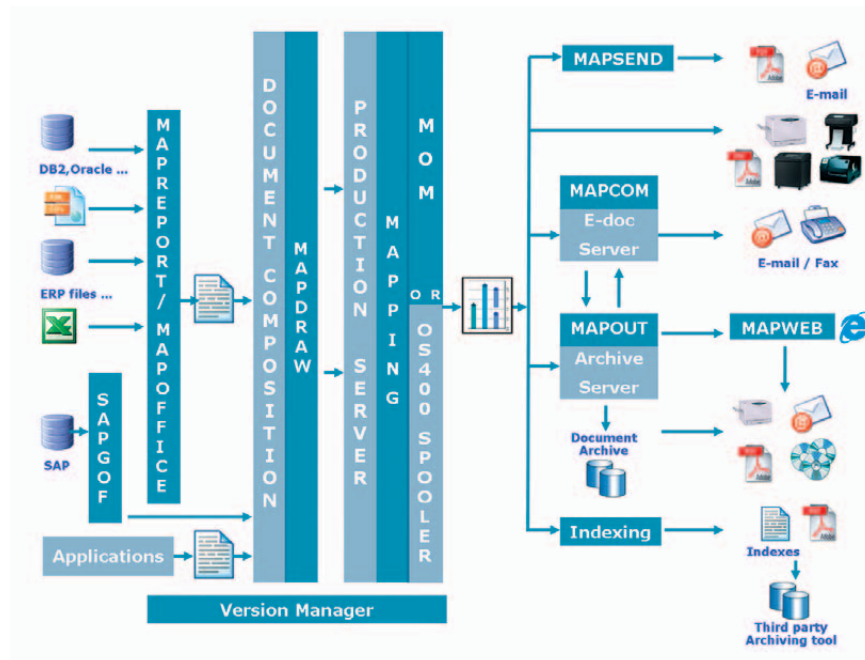 DB2,Oracle ...
ERP files ...
SAP
SAPGOF
MAPREPORT/ MAPOFFICE
Applications
DOCUMENT COMPOSITION
MAPDRAW
PRODUCTION SERVER
MAPPING
MOM
OR
OS400 SPOOLER
Version Manager
MAPSEND
E-mail
MAPCOM
E-doc
Server
E-mail / Fax
MAPOUT
Archive
Server
MAPWEB
Document
Archive
Indexing
Indexes
Third party
Archiving tool